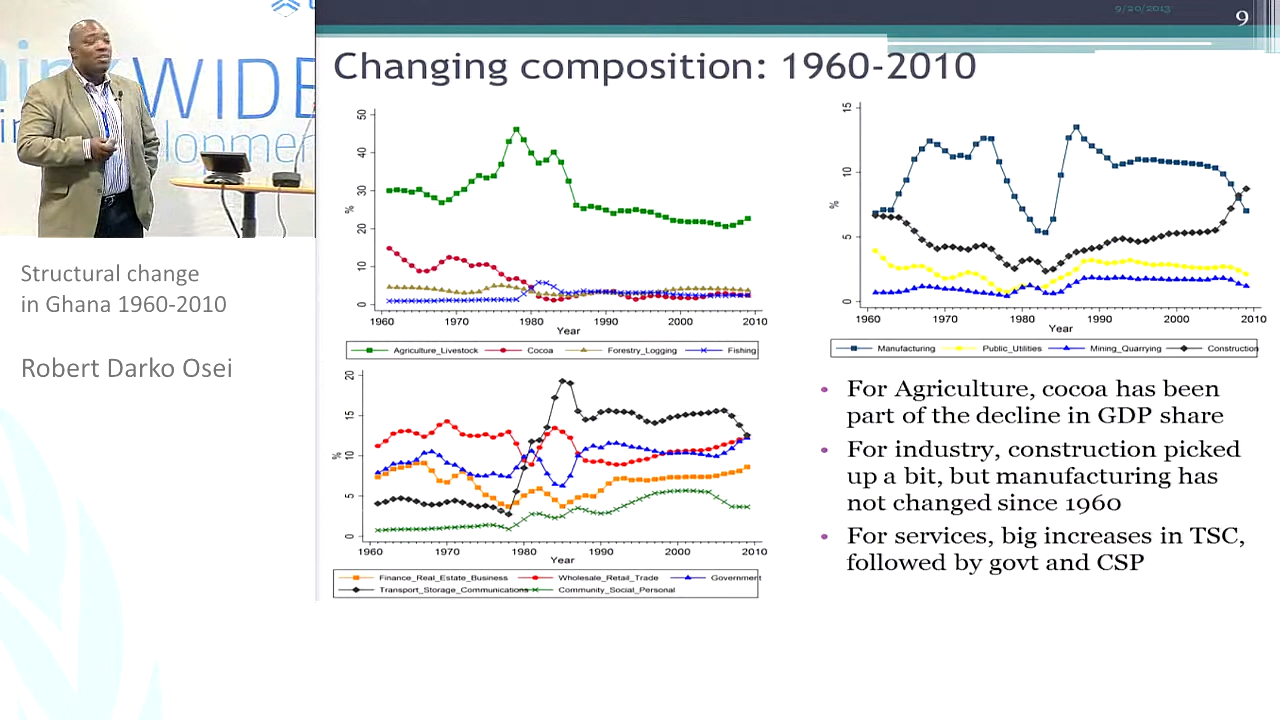 9/20/2013
9
Changing composition: 1960-2010
WIDE
Structural change
in Ghana 1960-2010
Robert Darko Osei
50
40
30
20
10
0
%
1960
1970
1980
1990
2000
2010
Year
Agriculture_Livestock
Cocoa
Forestry_Logging
Fishing
15
10
5
0
%
1960
1970
1980
1990
2000
2010
Year
Manufacturing
Public_Utilities
Mining_Quarrying
Construction
20
15
10
5
0
%
1960
1970
1980
1990
2000
2010
Year
Finance_Real_Estate_Business
Wholesale_Retail_Trade
Government
Transport_Storage_Communications
Community_Social_Personal
• For Agriculture, cocoa has been
part of the decline in GDP share
• For industry, construction picked
up a bit, but manufacturing has
not changed since 1960
• For services, big increases in TSC,
followed by govt and CSP